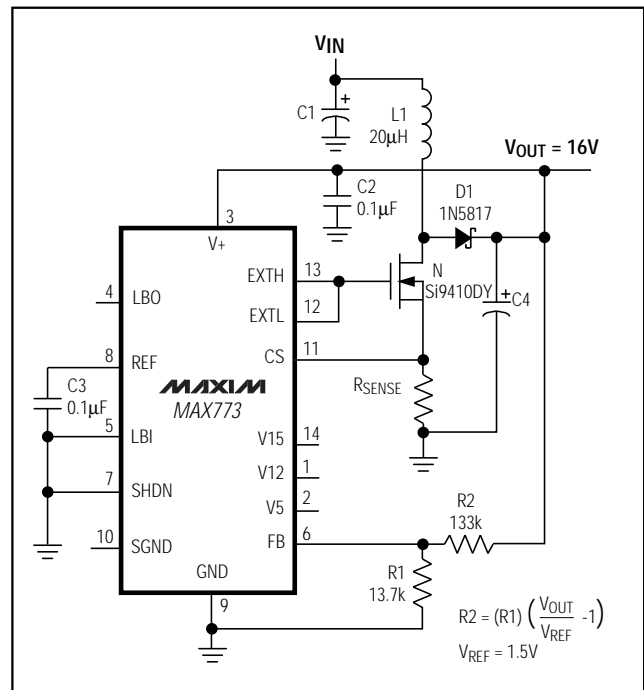 VIN
C1
+
L1
20µH
VOUT = 16V
C2
0.1µF
D1
1N5817
3
V+
EXTH
13
EXTL
12
N
Si9410DY
+
C4
4
LBO
8
REF
CS
11
RSENSE
C3
0.1µF
MAXIM
MAX773
5
LBI
V15
14
V12
1
7
SHDN
V5
2
R2
133k
10
SGND
FB
6
GND
9
R1
13.7k
R2 = (R1) ( VOUT / VREF -1)
VREF = 1.5V